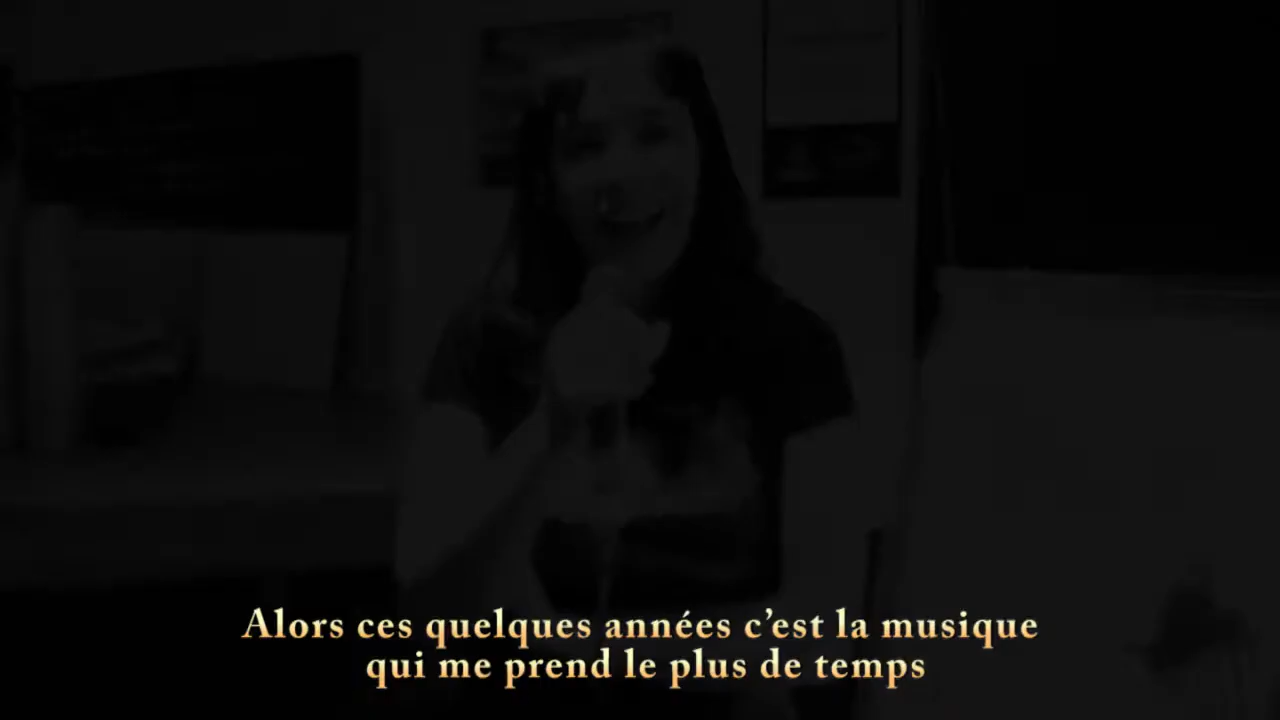 Alors ces quelques années c’est la musique
qui me prend le plus de temps